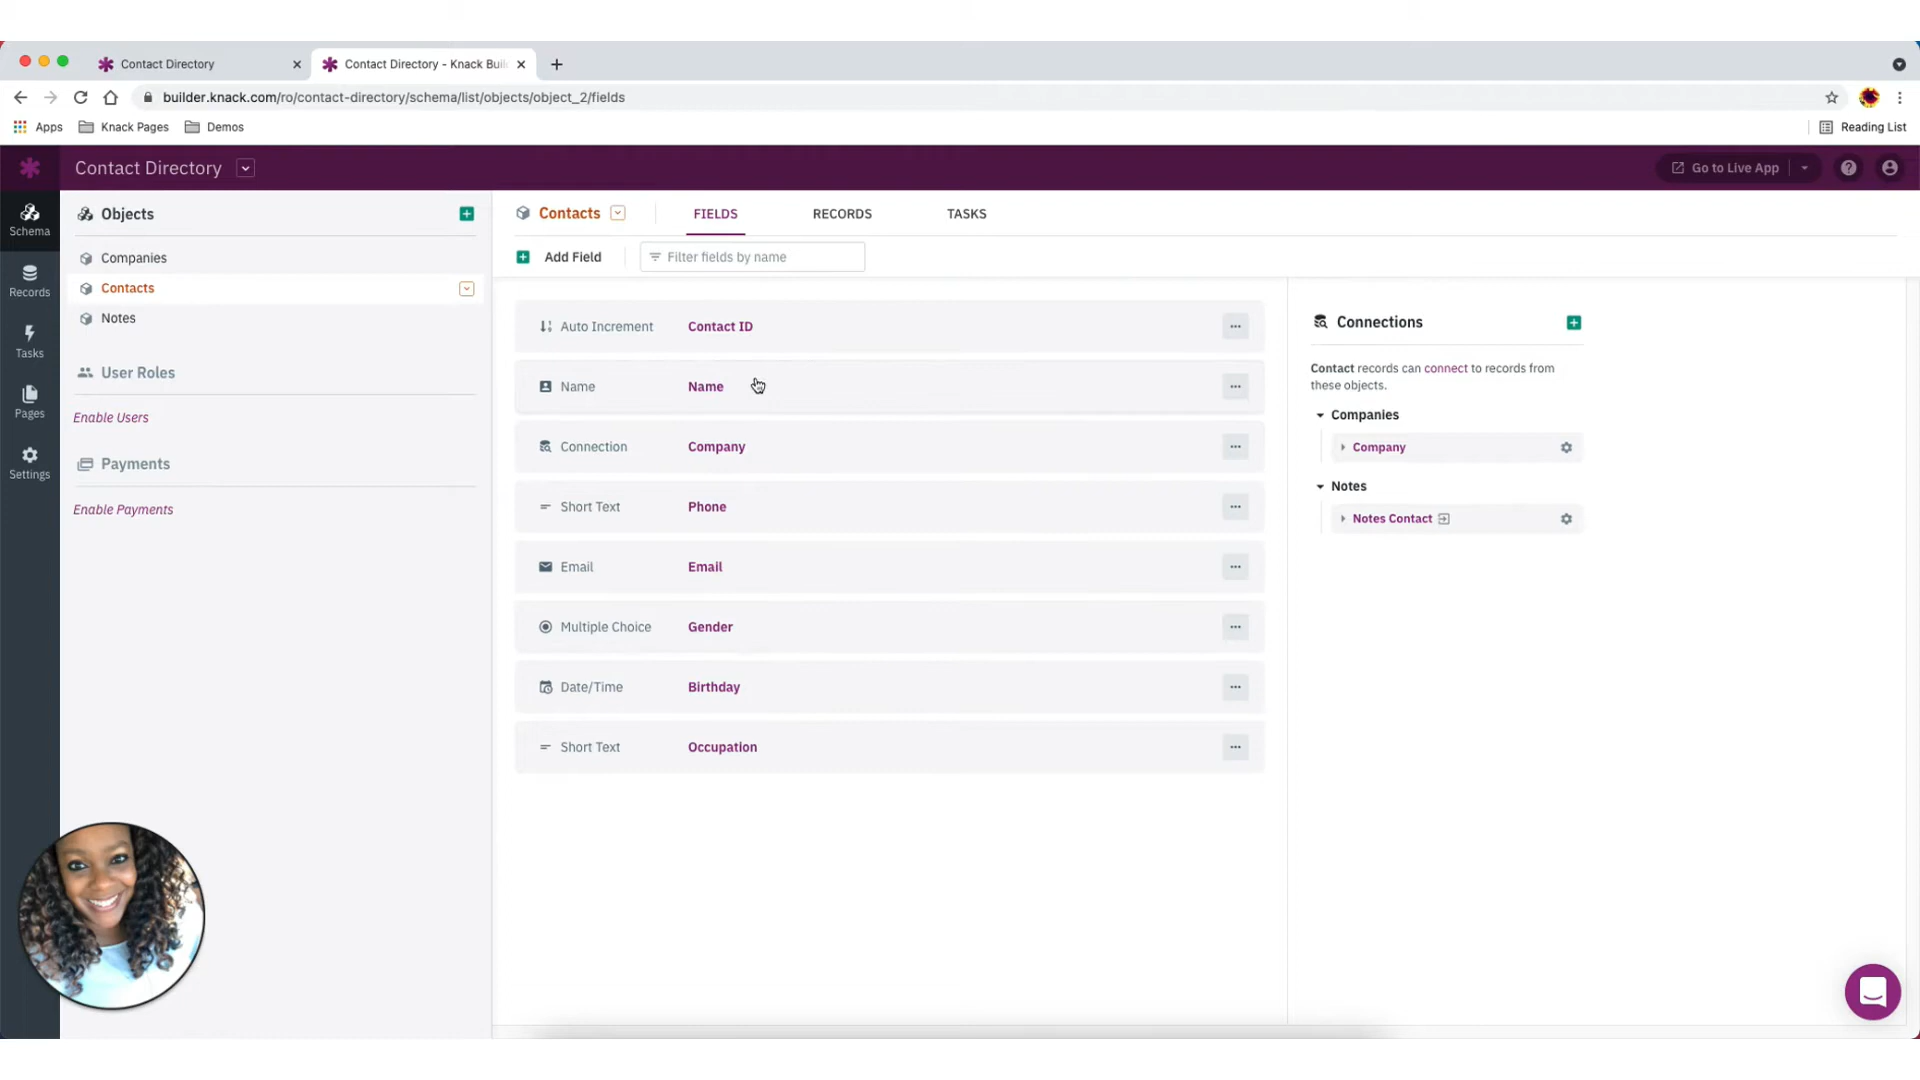 Contact Directory
Contact Directory - Knack Buil
builder.knack.com/ro/contact-directory/schema/list/objects/object_2/fields
Apps
Knack Pages
Demos
Reading List
Contact Directory
Go to Live App
Schema
Records
Tasks
Pages
Settings
Objects
Companies
Contacts
Notes
User Roles
Enable Users
Payments
Enable Payments
Contacts
FIELDS
RECORDS
TASKS
Add Field
Filter fields by name
Auto Increment Contact ID
Name Name
Connection Company
Short Text Phone
Email Email
Multiple Choice Gender
Date/Time Birthday
Short Text Occupation
Connections
Contact records can connect to records from
these objects.
Companies
Company
Notes
Notes Contact